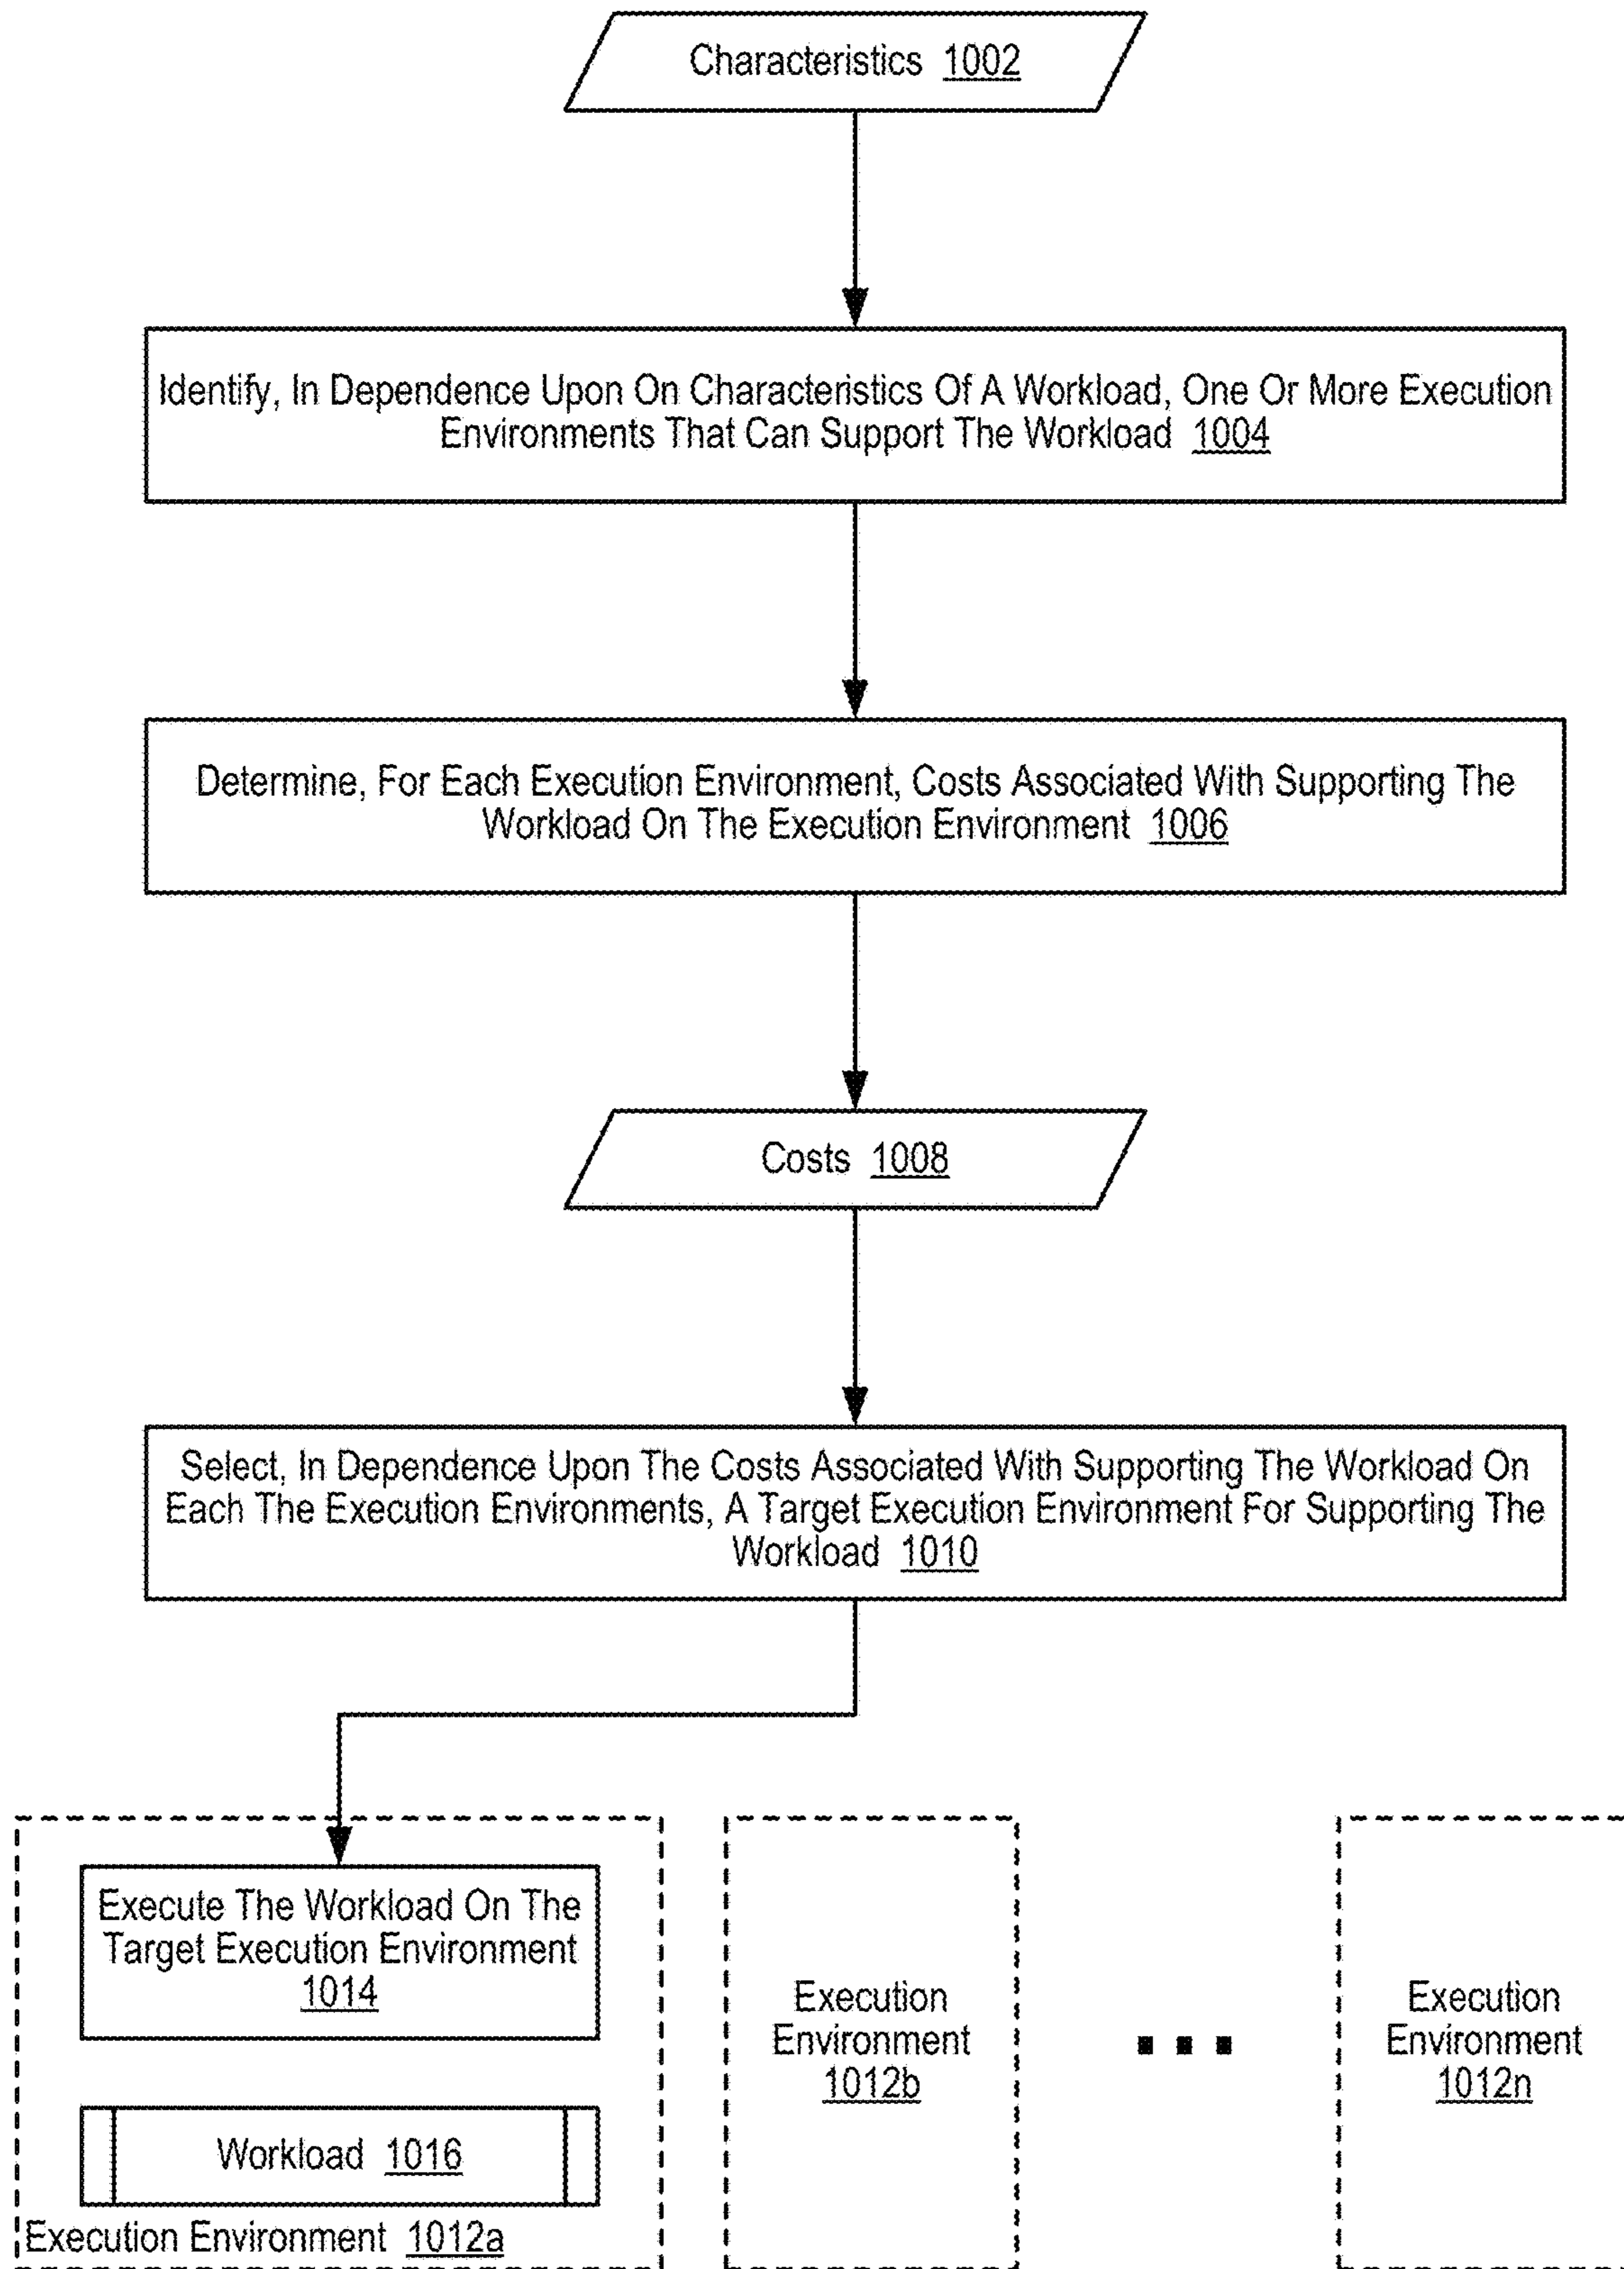 Characteristics 1002
Identify, In Dependence Upon On Characteristics Of A Workload, One Or More Execution
Environments That Can Support The Workload 1004
Determine, For Each Execution Environment, Costs Associated With Supporting The
Workload On The Execution Environment 1006
Costs 1008
Select, In Dependence Upon The Costs Associated With Supporting The Workload On
Each The Execution Environments, A Target Execution Environment For Supporting The
Workload 1010
Execute The Workload On The
Target Execution Environment
1014
Workload 1016
Execution Environment 1012a
Execution
Environment
1012b
Execution
Environment
1012n